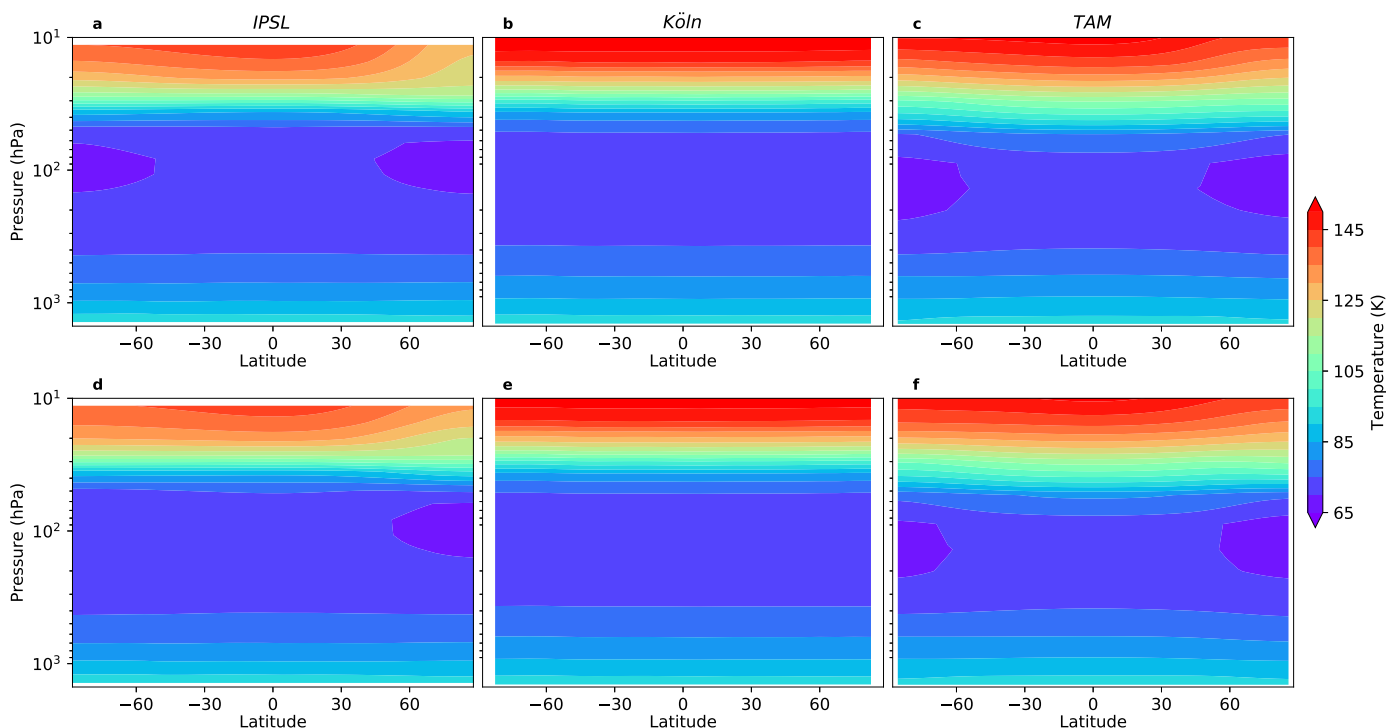 a IPSL b Köln c TAM
10¹
10²
10³
Pressure (hPa)
−60 −30 0 30 60 −60 −30 0 30 60 −60 −30 0 30 60
Latitude Latitude Latitude
145
125
105
85
65
Temperature (K)
d e f
10¹
10²
10³
Pressure (hPa)
−60 −30 0 30 60 −60 −30 0 30 60 −60 −30 0 30 60
Latitude Latitude Latitude